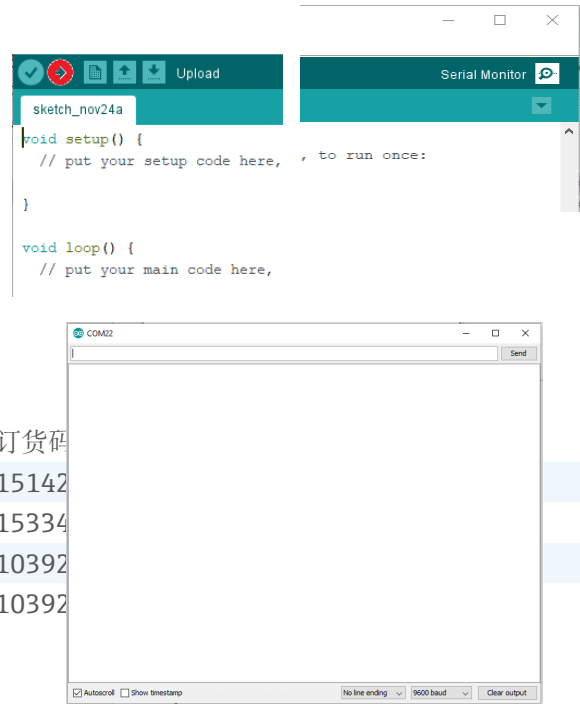 Upload
Serial Monitor
sketch_nov24a
void setup() {
// put your setup code here, , to run once:
}
void loop() {
// put your main code here,
COM22
Send
订货码
15142
15334
10392
10392
Autoscroll Show timestamp No line ending 9600 baud Clear output